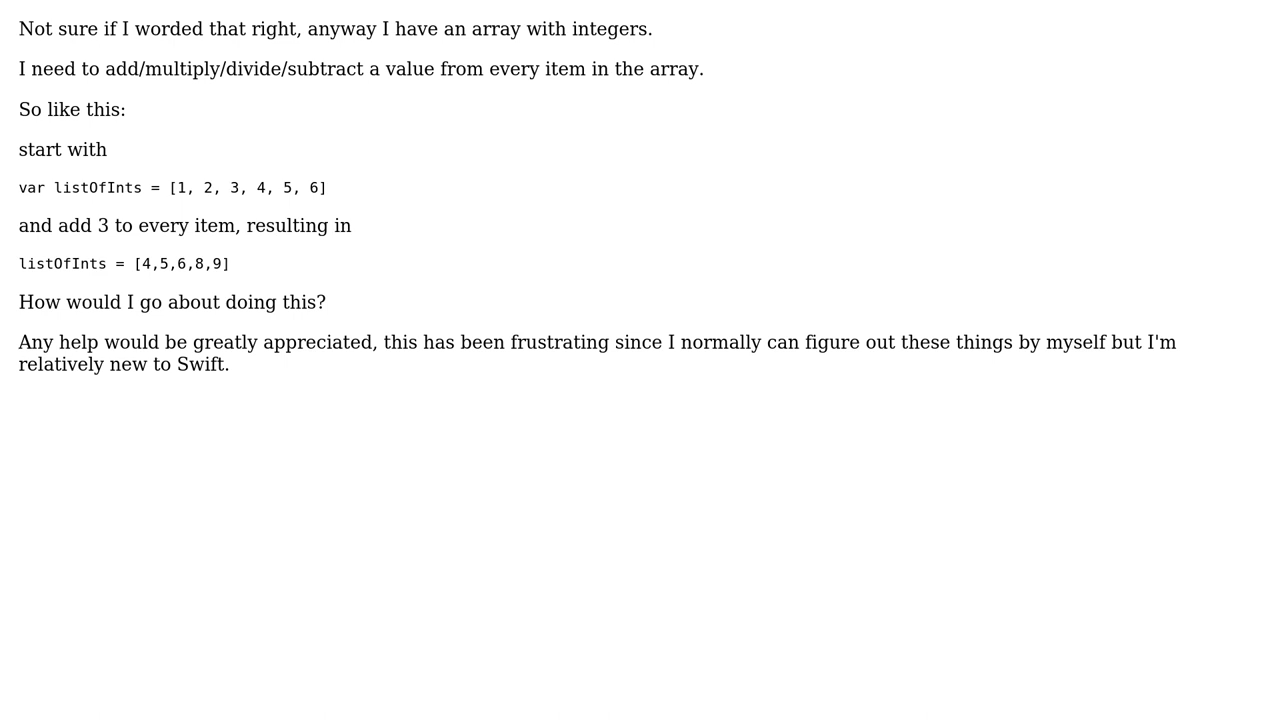 Not sure if I worded that right, anyway I have an array with integers.
I need to add/multiply/divide/subtract a value from every item in the array.
So like this:
start with
var listOfInts = [1, 2, 3, 4, 5, 6]
and add 3 to every item, resulting in
listOfInts = [4,5,6,8,9]
How would I go about doing this?
Any help would be greatly appreciated, this has been frustrating since I normally can figure out these things by myself but I'm
relatively new to Swift.